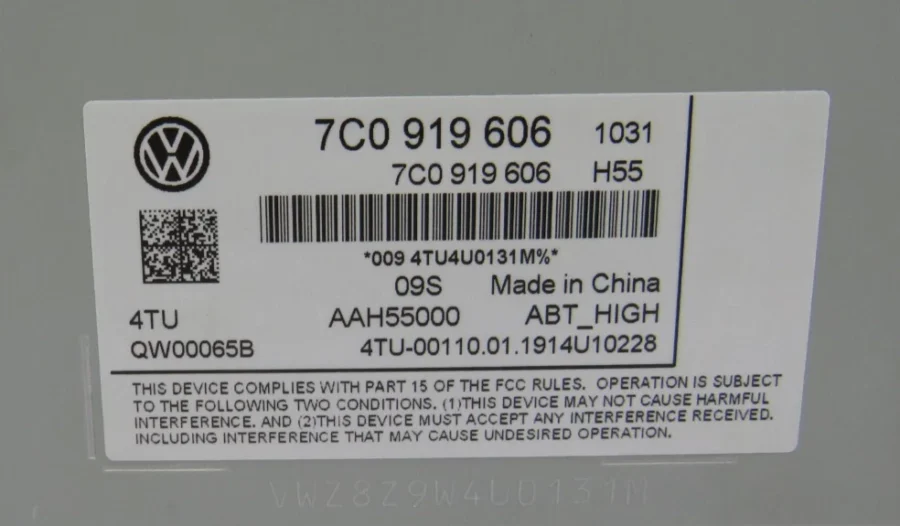 7C0 919 606 1031
7C0 919 606 H55
*009 4TU4U0131M%*
09S Made in China
4TU AAH55000 ABT_HIGH
QW00065B 4TU-00110.01.1914U10228
THIS DEVICE COMPLIES WITH PART 15 OF THE FCC RULES. OPERATION IS SUBJECT
TO THE FOLLOWING TWO CONDITIONS. (1)THIS DEVICE MAY NOT CAUSE HARMFUL
INTERFERENCE. AND (2)THIS DEVICE MUST ACCEPT ANY INTERFERENCE RECEIVED.
INCLUDING INTERFERENCE THAT MAY CAUSE UNDESIRED OPERATION.
VWZ8Z9W4U0131M